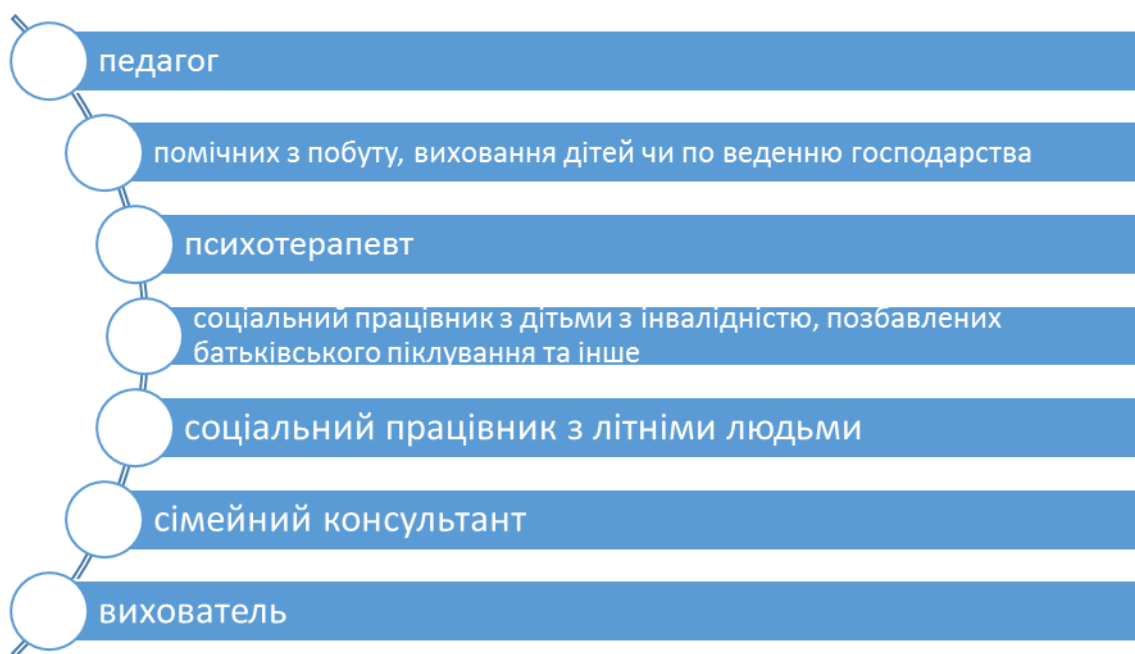 педагог
помічних з побуту, виховання дітей чи по веденню господарства
психотерапевт
соціальний працівник з дітьми з інвалідністю, позбавлених
батьківського піклування та інше
соціальний працівник з літніми людьми
сімейний консультант
вихователь